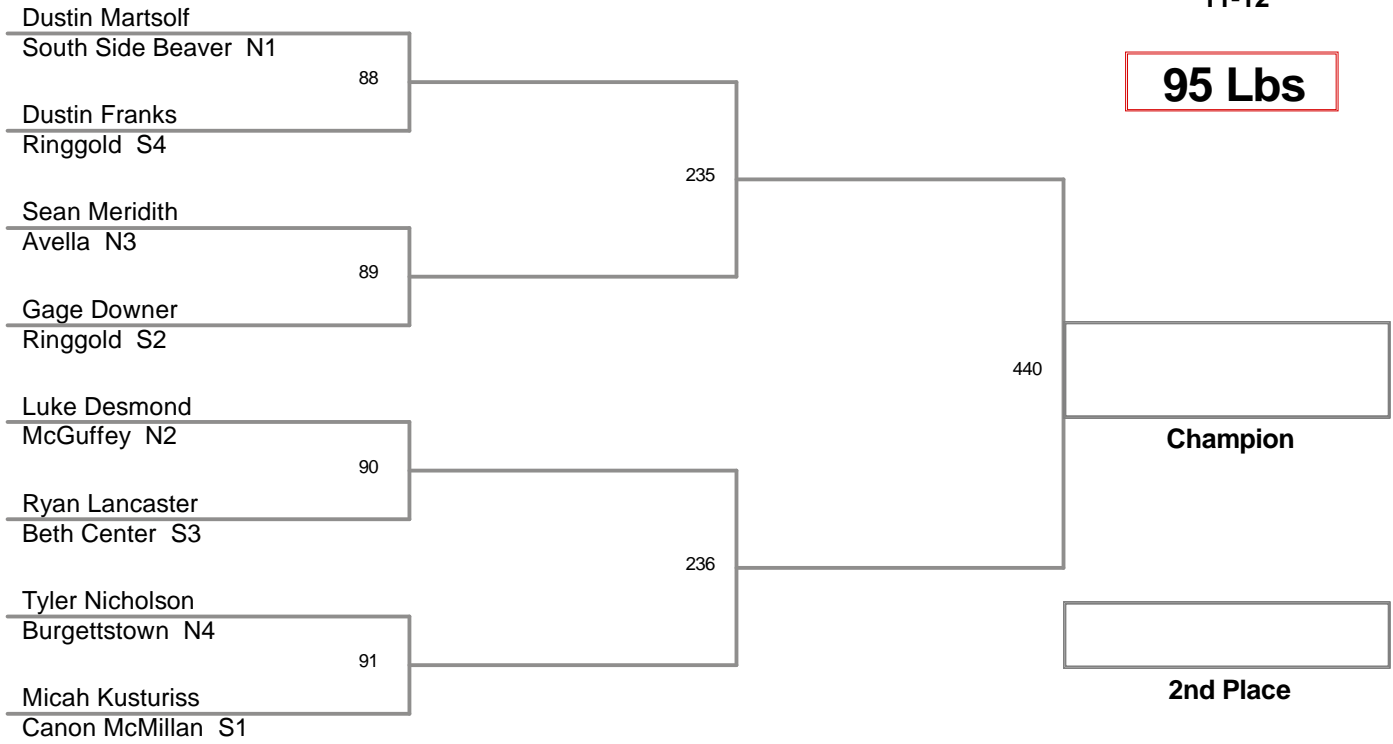 11-12
95 Lbs
Dustin Martsolf
South Side Beaver N1
88
Dustin Franks
Ringgold S4
235
Sean Meridith
Avella N3
89
Gage Downer
Ringgold S2
440
Champion
Luke Desmond
McGuffey N2
90
Ryan Lancaster
Beth Center S3
236
Tyler Nicholson
Burgettstown N4
91
Micah Kusturiss
Canon McMillan S1
2nd Place